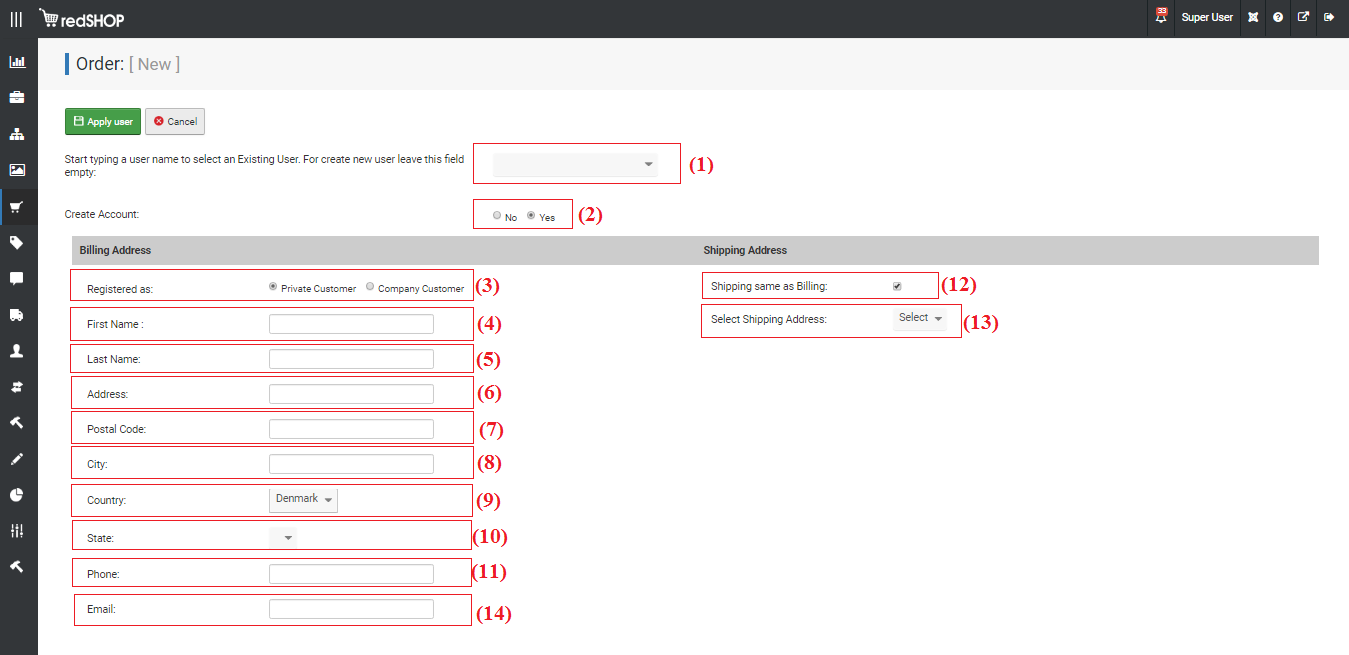 redSHOP
33
Super User
Order: [ New ]
Apply user
Cancel
Start typing a user name to select an Existing User. For create new user leave this field
empty:
(1)
Create Account:
No Yes
(2)
Billing Address
Shipping Address
Registered as:
Private Customer Company Customer
(3)
Shipping same as Billing:
(12)
First Name :
(4)
Select Shipping Address:
Select
(13)
Last Name:
(5)
Address:
(6)
Postal Code:
(7)
City:
(8)
Country:
Denmark
(9)
State:
(10)
Phone:
(11)
Email:
(14)